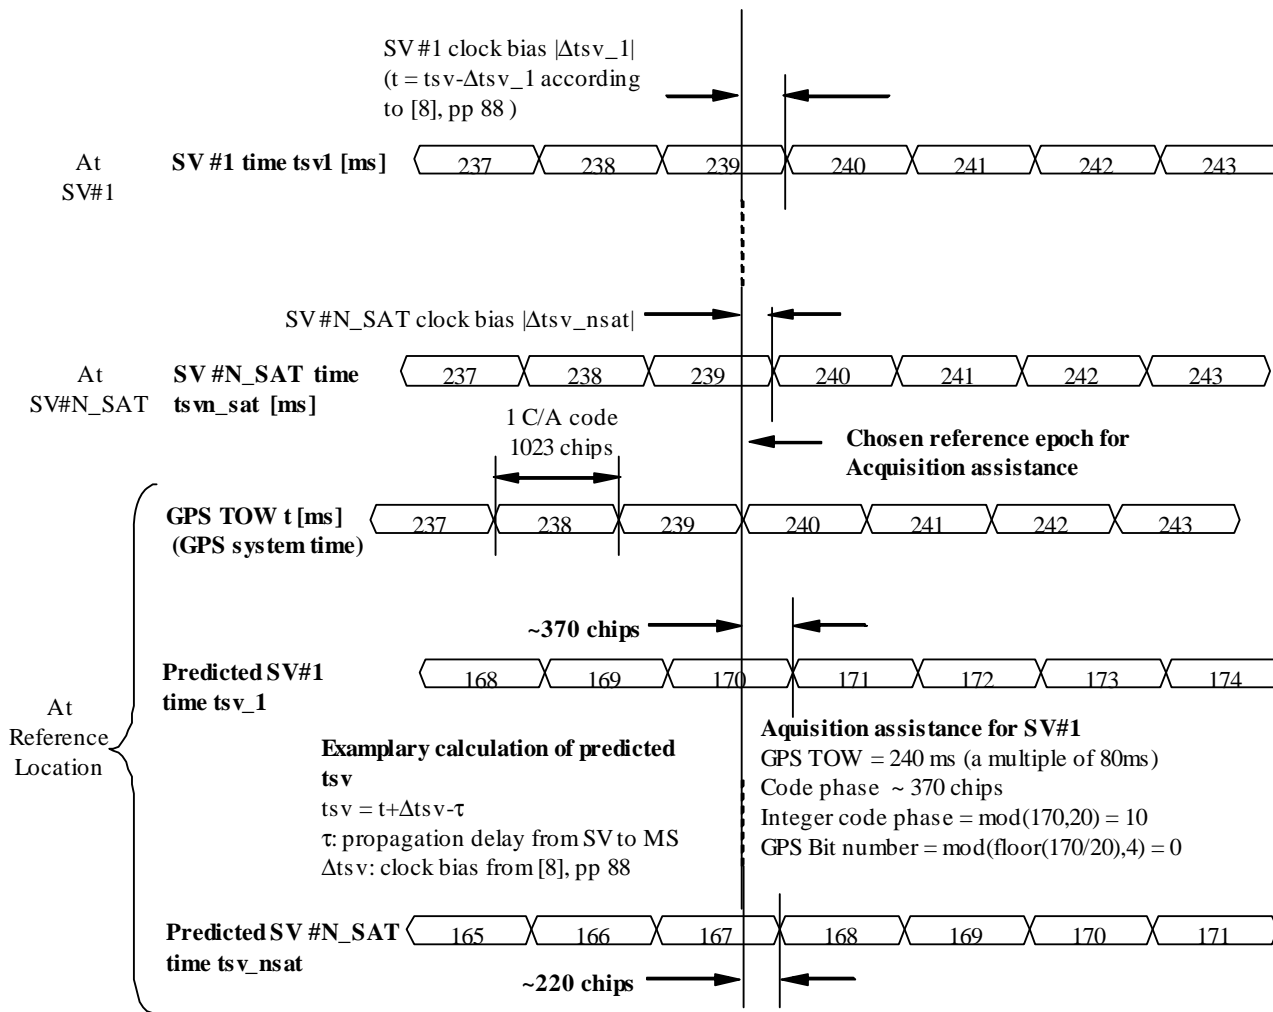 SV #1 clock bias |Δtsv_1|
(t = tsv-Δtsv_1 according
to [8], pp 88 )
At
SV#1
SV #1 time tsv1 [ms]
237 238 239 240 241 242 243
SV #N_SAT clock bias |Δtsv_nsat|
At
SV#N_SAT
SV #N_SAT time
tsvn_sat [ms]
237 238 239 240 241 242 243
1 C/A code
1023 chips
Chosen reference epoch for
Acquisition assistance
GPS TOW t [ms]
(GPS system time)
237 238 239 240 241 242 243
~370 chips
Predicted SV#1
time tsv_1
168 169 170 171 172 173 174
At
Reference
Location
Examplary calculation of predicted
tsv
tsv = t+Δtsv-τ
τ: propagation delay from SV to MS
Δtsv: clock bias from [8], pp 88
Aquisition assistance for SV#1
GPS TOW = 240 ms (a multiple of 80ms)
Code phase ~ 370 chips
Integer code phase = mod(170,20) = 10
GPS Bit number = mod(floor(170/20),4) = 0
Predicted SV #N_SAT
time tsv_nsat
165 166 167 168 169 170 171
~220 chips